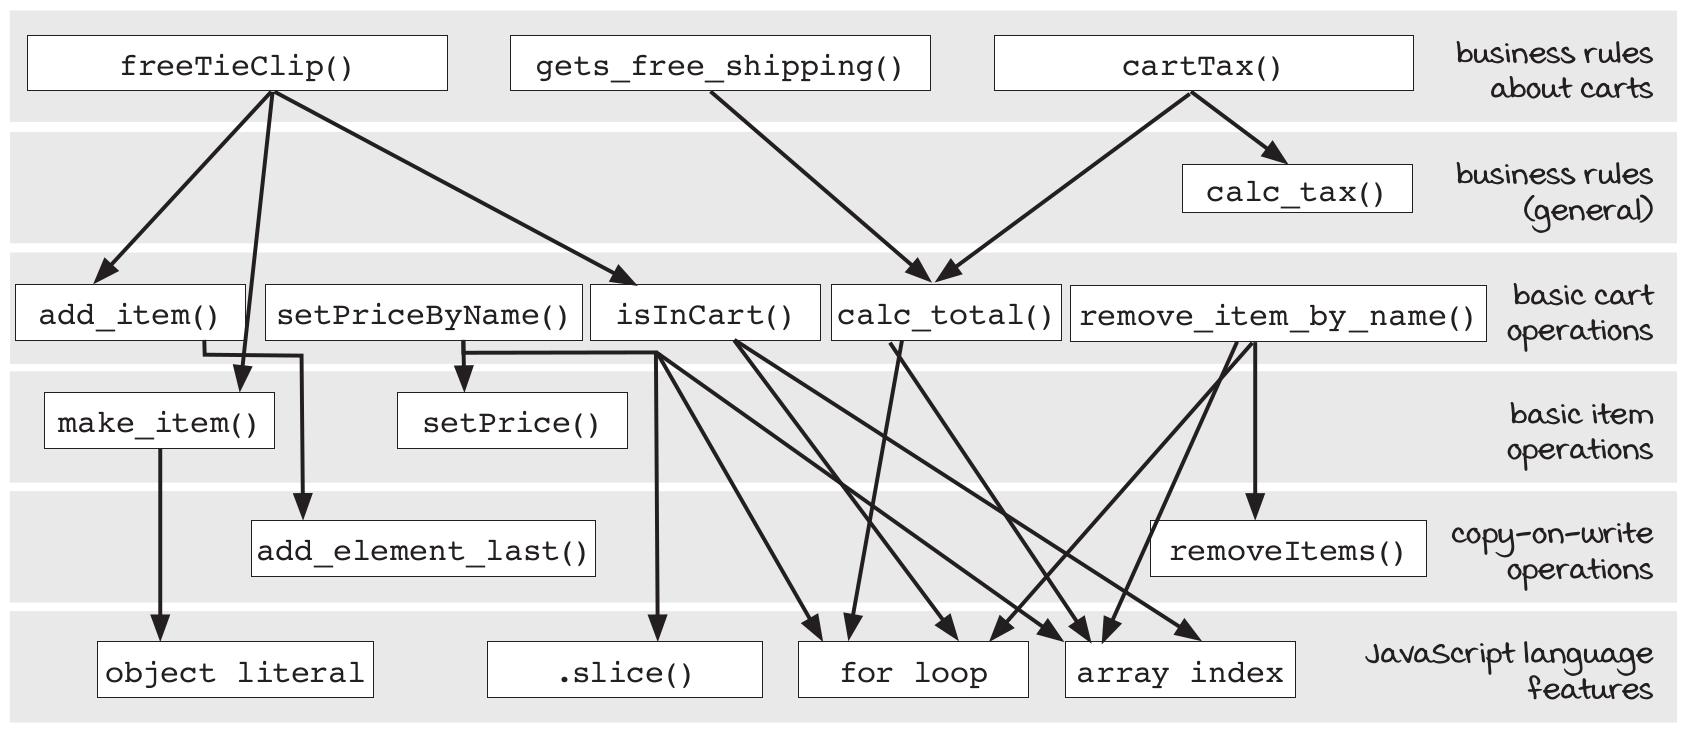 freeTieClip()
gets_free_shipping()
cartTax()
business rules
about carts
calc_tax()
business rules
(general)
add_item()
setPriceByName()
isInCart()
calc_total()
remove_item_by_name()
basic cart
operations
make_item()
setPrice()
basic item
operations
add_element_last()
removeItems()
copy-on-write
operations
object literal
.slice()
for loop
array index
JavaScript language
features